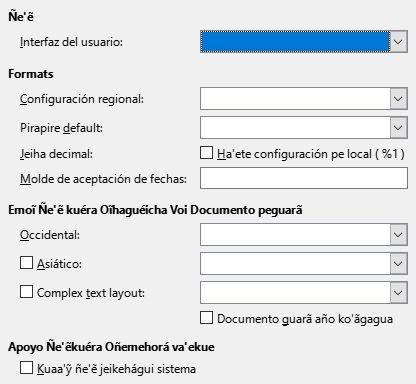 Ñe'ẽ
Interfaz del usuario:
Formats
Configuración regional:
Pirapire default:
Jeiha decimal:
Ha'ete configuración pe local ( %1 )
Molde de aceptación de fechas:
Emoĩ Ñe'ẽ kuéra Oĩhaguéicha Voi Documento peguarã
Occidental:
Asiático:
Complex text layout:
Documento guarã año ko'ãgagua
Apoyo Ñe'ẽkuéra Oñemehorá va'ekue
Kuaa'ỹ ñe'ẽ jeikehágui sistema